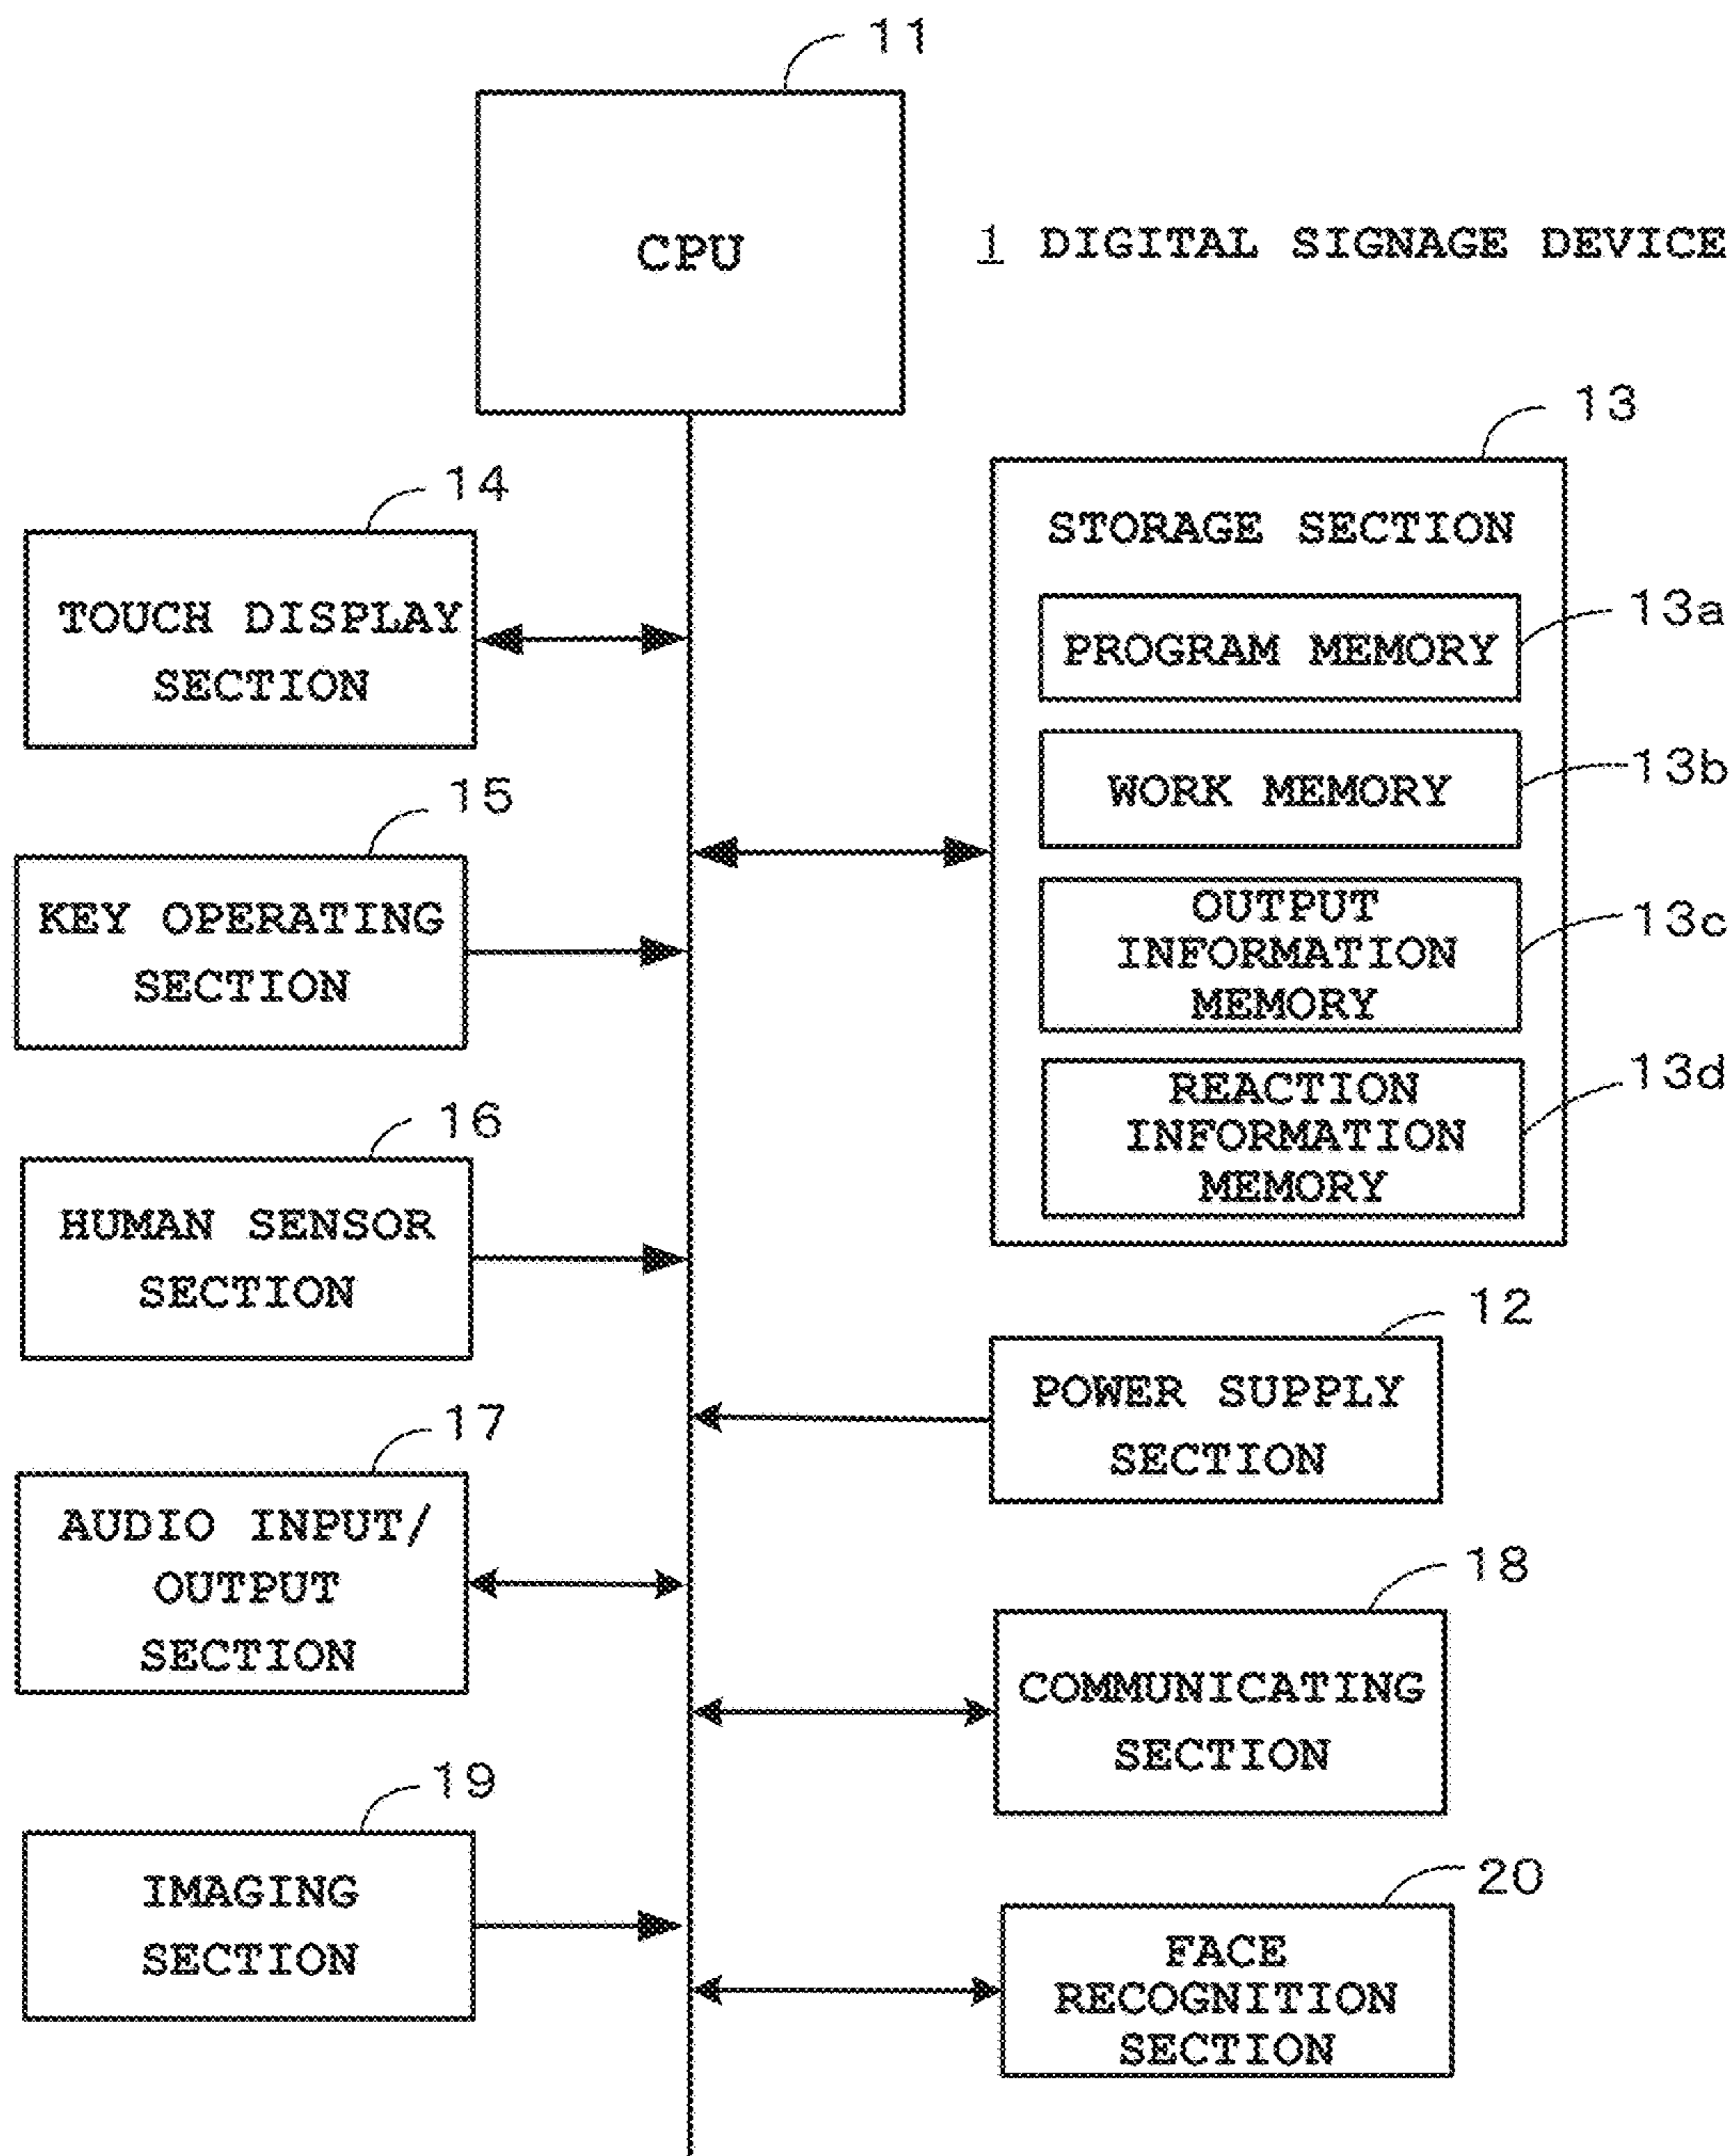 11
CPU
1 DIGITAL SIGNAGE DEVICE
13
STORAGE SECTION
13a
PROGRAM MEMORY
13b
WORK MEMORY
13c
OUTPUT
INFORMATION
MEMORY
13d
REACTION
INFORMATION
MEMORY
14
TOUCH DISPLAY
SECTION
15
KEY OPERATING
SECTION
16
HUMAN SENSOR
SECTION
12
POWER SUPPLY
SECTION
17
AUDIO INPUT/
OUTPUT
SECTION
18
COMMUNICATING
SECTION
19
IMAGING
SECTION
20
FACE
RECOGNITION
SECTION